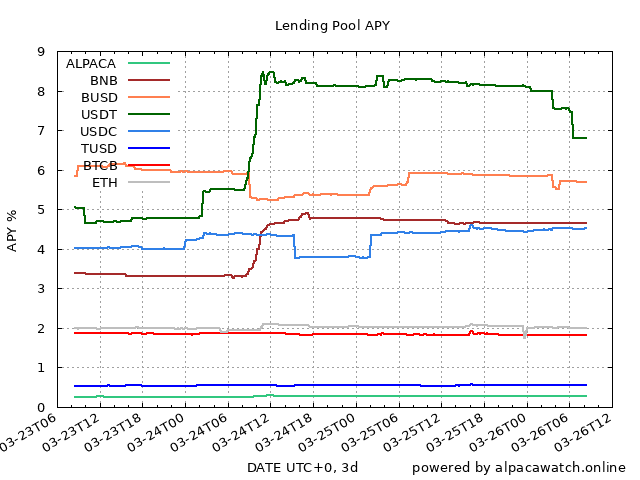 Lending Pool APY
9
8
7
6
5
4
3
2
1
0
APY %
ALPACA
BNB
BUSD
USDT
USDC
TUSD
BTCB
ETH
03-23T06
03-23T12
03-24T00
03-24T06
03-24T12
03-24T18
03-25T00
03-25T06
03-25T12
03-25T18
03-26T00
03-26T06
03-26T12
DATE UTC+0, 3d
powered by alpacawatch.online